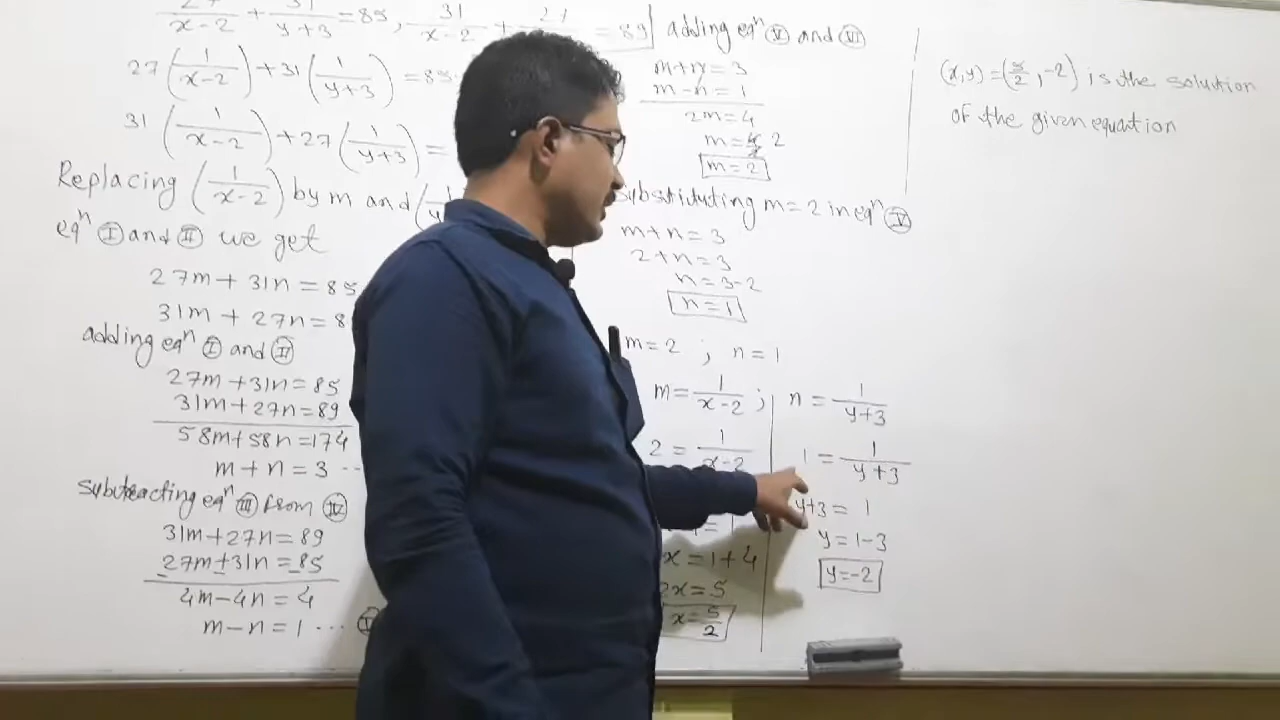 27/(x-2) + 31/(y+3) = 85, 31/(x-2) + 27 = 89
27(1/(x-2)) + 31(1/(y+3)) = 85
31(1/(x-2)) + 27(1/(y+3)) =
Replacing (1/(x-2)) by m and
eqⁿ Ⓘ and Ⓘⓘ we get
27m + 31n = 85
31m + 27n = 8
adding eqⁿ Ⓘ and Ⓘⓘ
27m + 31n = 85
31m + 27n = 89
58m + 58n = 174
m + n = 3 --
subtracting eqⁿ (III) from (IV)
31m + 27n = 89
27m + 31n = 85
4m - 4n = 4
m - n = 1 ...
adding eqⁿ (V) and (VI)
m + n = 3
m - n = 1
2m = 4
m = 4/2 2
m = 2
substituting m = 2 in eqⁿ (V)
m + n = 3
2 + n = 3
n = 3 - 2
n = 1
m = 2 ; n = 1
m = 1/(x-2) ; n = 1/(y+3)
2 = 1/(x-2)
= 1
x = 1 + 4
2x = 5
x = 5/2
1 = 1/(y+3)
y+3 = 1
y = 1-3
y = -2
(x,y) = (5/2, -2) is the solution
of the given equation